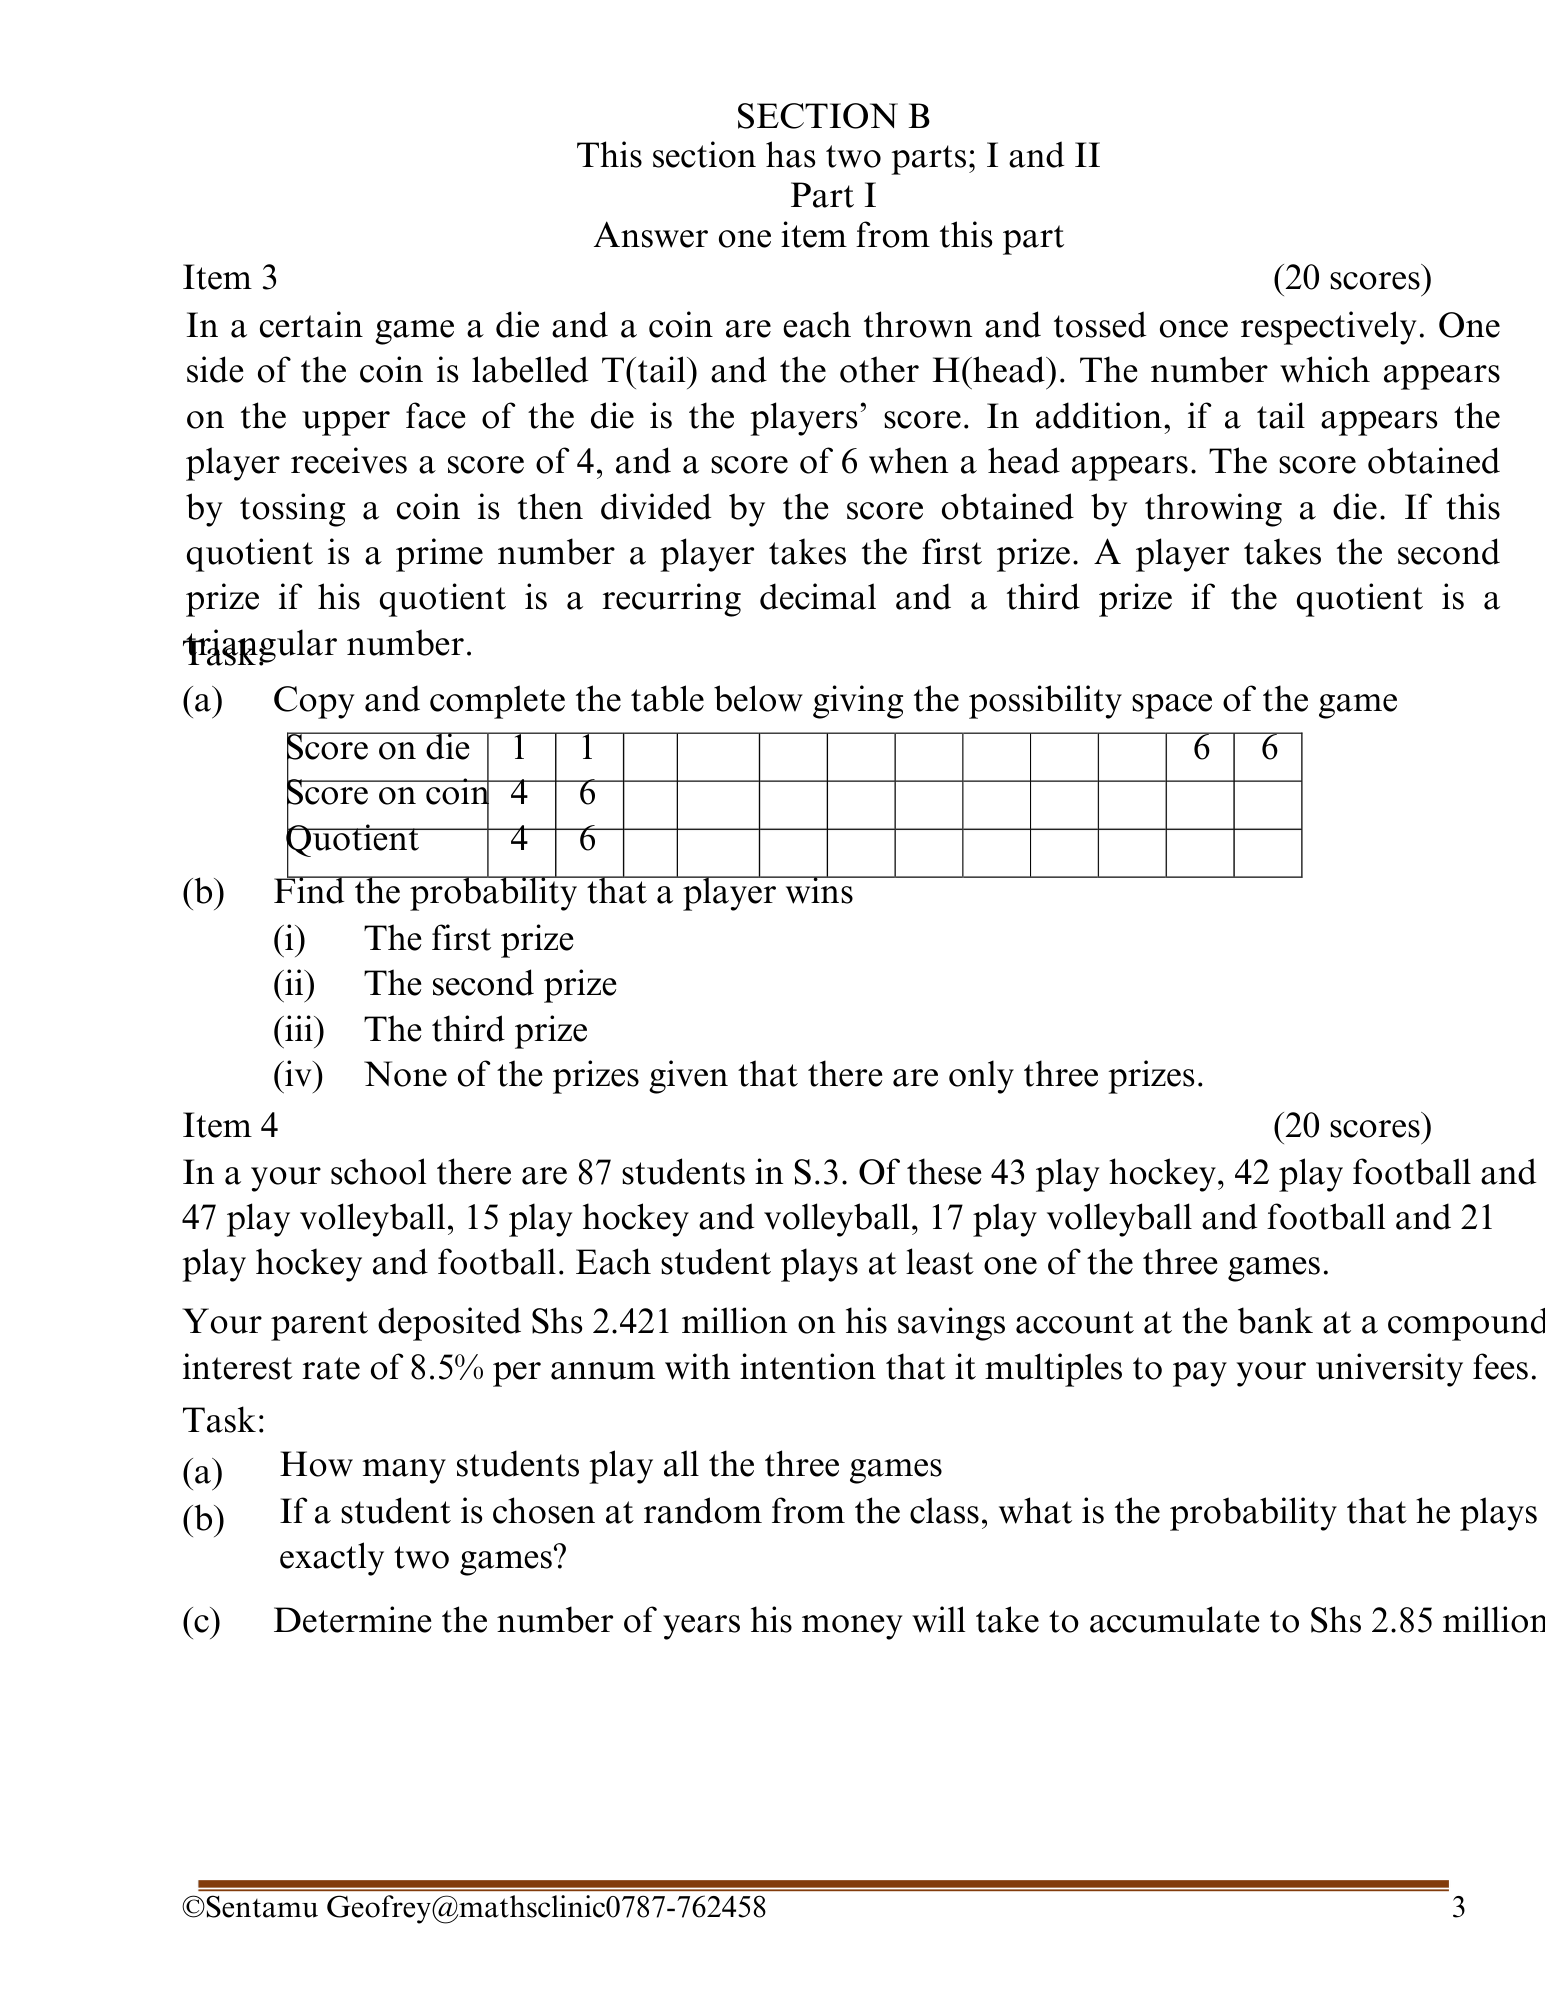 SECTION B
This section has two parts; I and II
Part I
Answer one item from this part
Item 3 (20 scores)
In a certain game a die and a coin are each thrown and tossed once respectively. One
side of the coin is labelled T(tail) and the other H(head). The number which appears
on the upper face of the die is the players’ score. In addition, if a tail appears the
player receives a score of 4, and a score of 6 when a head appears. The score obtained
by tossing a coin is then divided by the score obtained by throwing a die. If this
quotient is a prime number a player takes the first prize. A player takes the second
prize if his quotient is a recurring decimal and a third prize if the quotient is a
triangular number.
Task:
(a) Copy and complete the table below giving the possibility space of the game
Score on die 1 1 6 6
Score on coin 4 6
Quotient 4 6
(b) Find the probability that a player wins
(i) The first prize
(ii) The second prize
(iii) The third prize
(iv) None of the prizes given that there are only three prizes.
Item 4 (20 scores)
In a your school there are 87 students in S.3. Of these 43 play hockey, 42 play football and
47 play volleyball, 15 play hockey and volleyball, 17 play volleyball and football and 21
play hockey and football. Each student plays at least one of the three games.
Your parent deposited Shs 2.421 million on his savings account at the bank at a compound
interest rate of 8.5% per annum with intention that it multiples to pay your university fees.
Task:
(a) How many students play all the three games
(b) If a student is chosen at random from the class, what is the probability that he plays
exactly two games?
(c) Determine the number of years his money will take to accumulate to Shs 2.85 million
©Sentamu Geofrey@mathsclinic0787-762458 3